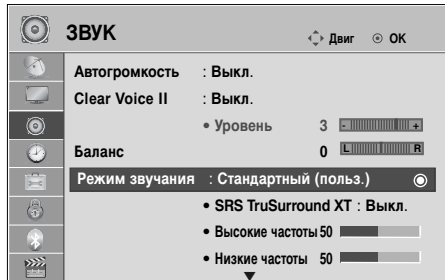 ЗВУК Двиг ОК
Автогромкость : Выкл.
Clear Voice II : Выкл.
• Уровень 3 - +
Баланс 0 L R
Режим звучания : Стандартный (польз.)
• SRS TruSurround XT : Выкл.
• Высокие частоты 50
• Низкие частоты 50